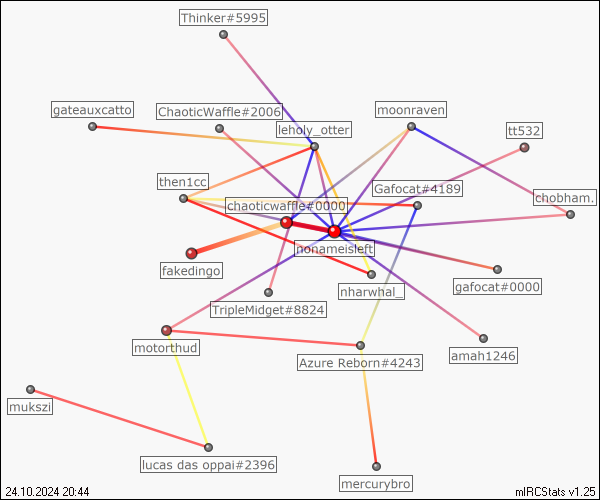 Thinker#5995
gateauxcatto
ChaoticWaffle#2006
moonraven
leholy_otter
tt532
then1cc
Gafocat#4189
chobham.
chaoticwaffle#0000
nonameisleft
fakedingo
gafocat#0000
nharwhal_
TripleMidget#8824
motorthud
amah1246
Azure Reborn#4243
mukszi
lucas das oppai#2396
mercurybro
24.10.2024 20:44
mIRCStats v1.25